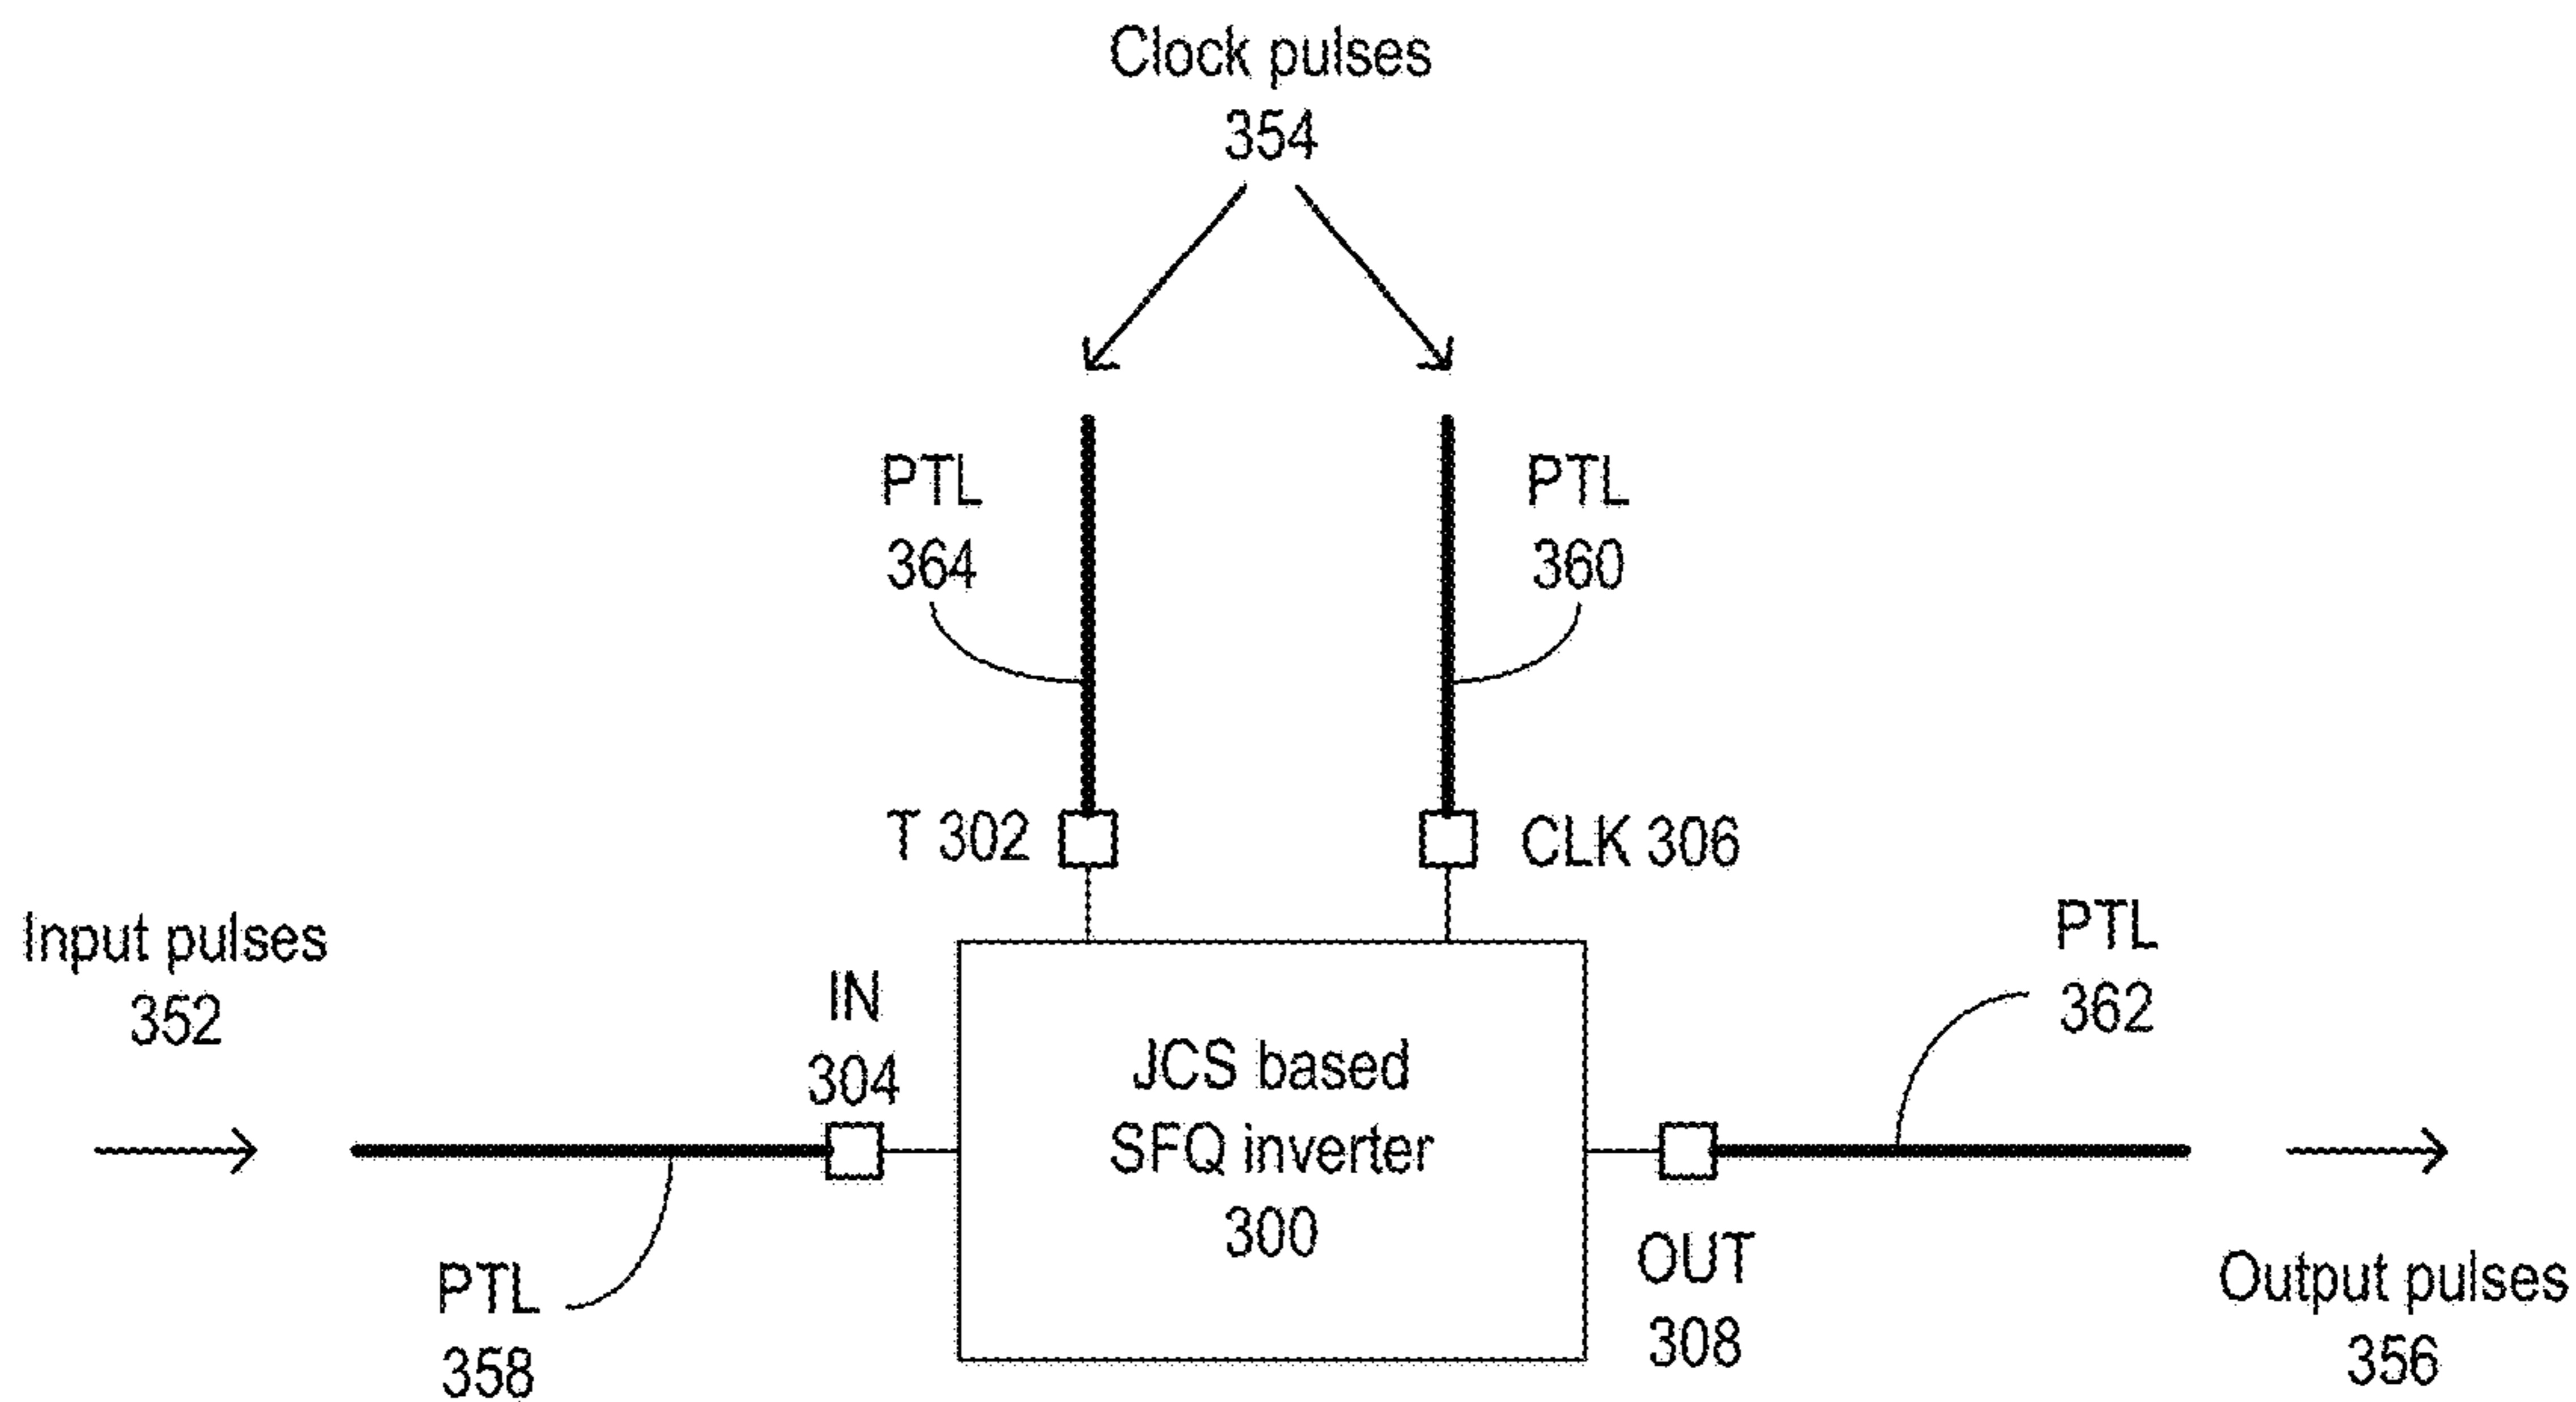 Clock pulses
354
PTL
364
PTL
360
T 302
CLK 306
Input pulses
352
IN
304
PTL
362
JCS based
SFQ inverter
300
PTL
358
OUT
308
Output pulses
356